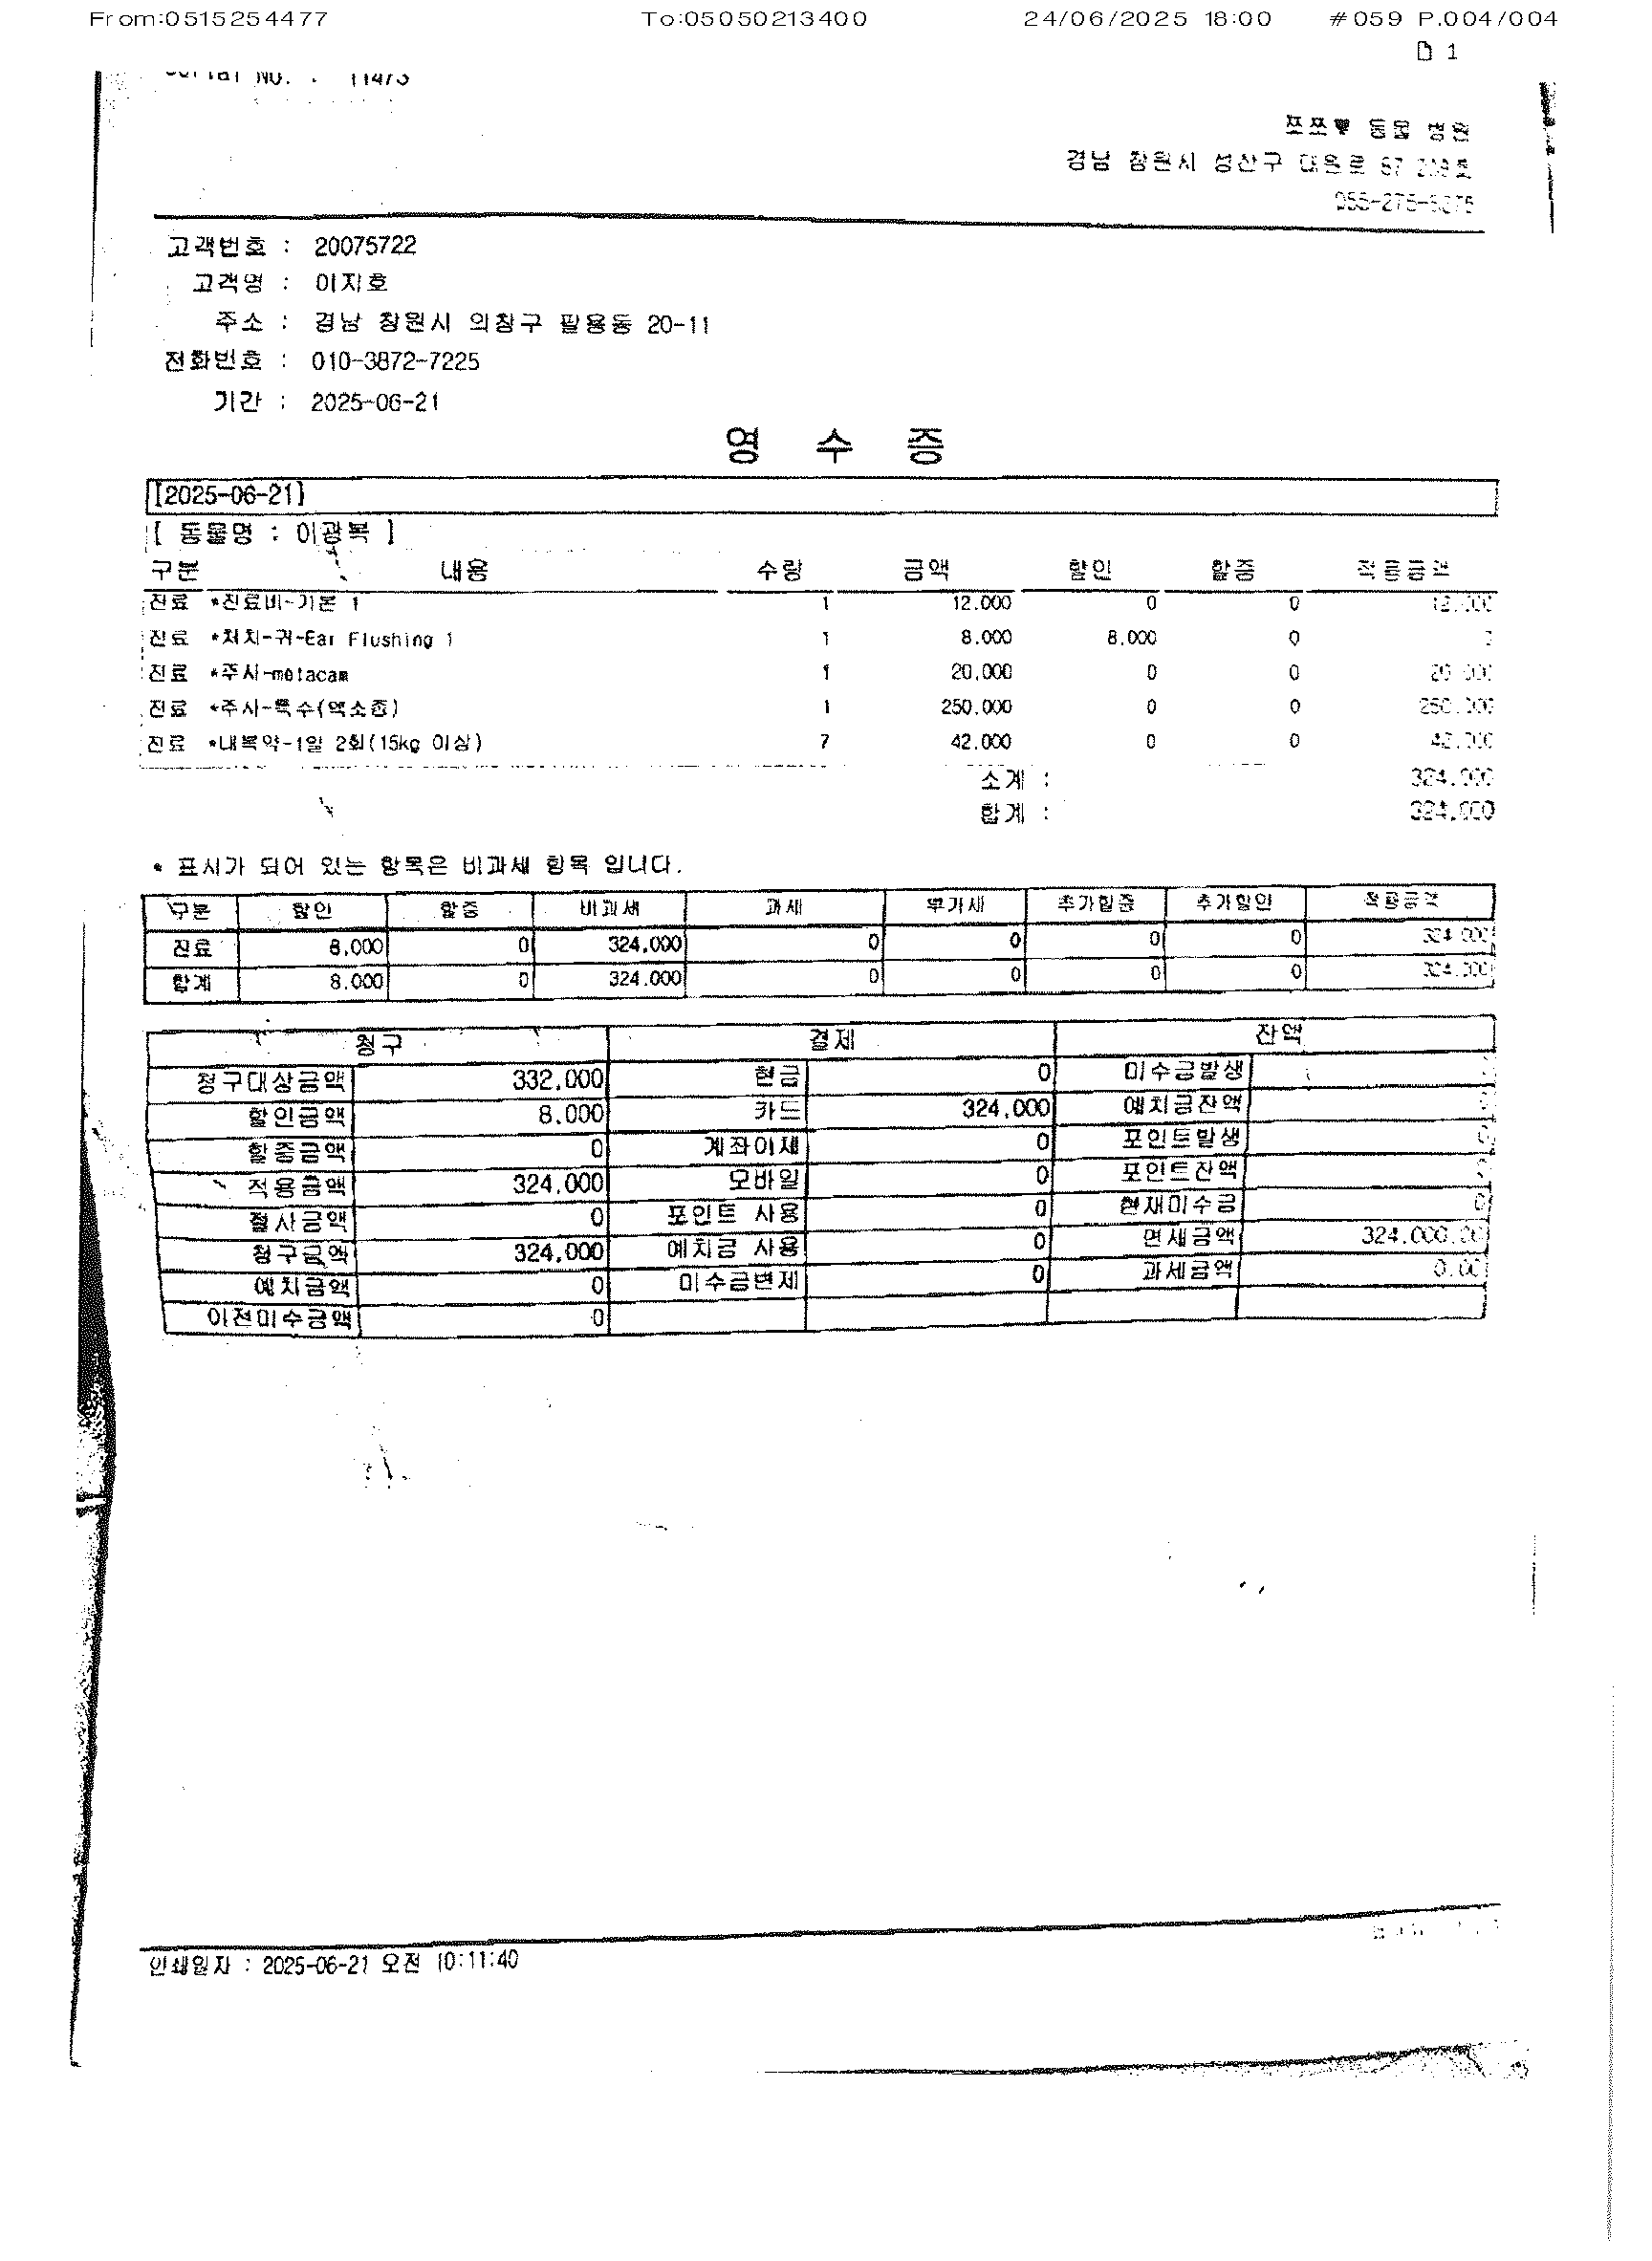 From:0515254477 To:05050213400 24/06/2025 18:00 #059 P.004/004
1
No. : 11473
쪼쪼♥ 동물 병원
경남 창원시 성산구 대원로 67
고객번호 : 20075722
고객명 : 이지호
주소 : 경남 창원시 의창구 팔용동 20-11
전화번호 : 010-3872-7225
기간 : 2025-06-21
영 수 증
[2025-06-21]
[ 동물명 : 이광복 ]
구분 내용 수량 금액 할인 할증 적용금액
진료 *진료비-기본 1 1 12,000 0 0 12,000
진료 *처치-귀-Ear Flushing 1 1 8,000 8,000 0
진료 *주사-metacam 1 20,000 0 0 20,000
진료 *주사-특수(엑소좀) 1 250,000 0 0 250,000
진료 *내복약-1일 2회(15kg 이상) 7 42,000 0 0 42,000
소계 : 324,000
합계 : 324,000
* 표시가 되어 있는 항목은 비과세 항목 입니다.
구분 할인 할증 비과세 과세 부가세 추가할증 추가할인 적용금액
진료 8,000 0 324,000 0 0 0 0 324,000
합계 8,000 0 324,000 0 0 0 0 324,000
청구 결제 잔액
청구대상금액 332,000 현금 0 미수금발생
할인금액 8,000 카드 324,000 예치금잔액
할증금액 0 계좌이체 0 포인트발생
적용금액 324,000 모바일 0 포인트잔액
절사금액 0 포인트 사용 0 현재미수금 0
청구금액 324,000 예치금 사용 0 면세금액 324,000.00
예치금액 0 미수금변제 0 과세금액 0.00
이전미수금액 0
인쇄일자 : 2025-06-21 오전 10:11:40